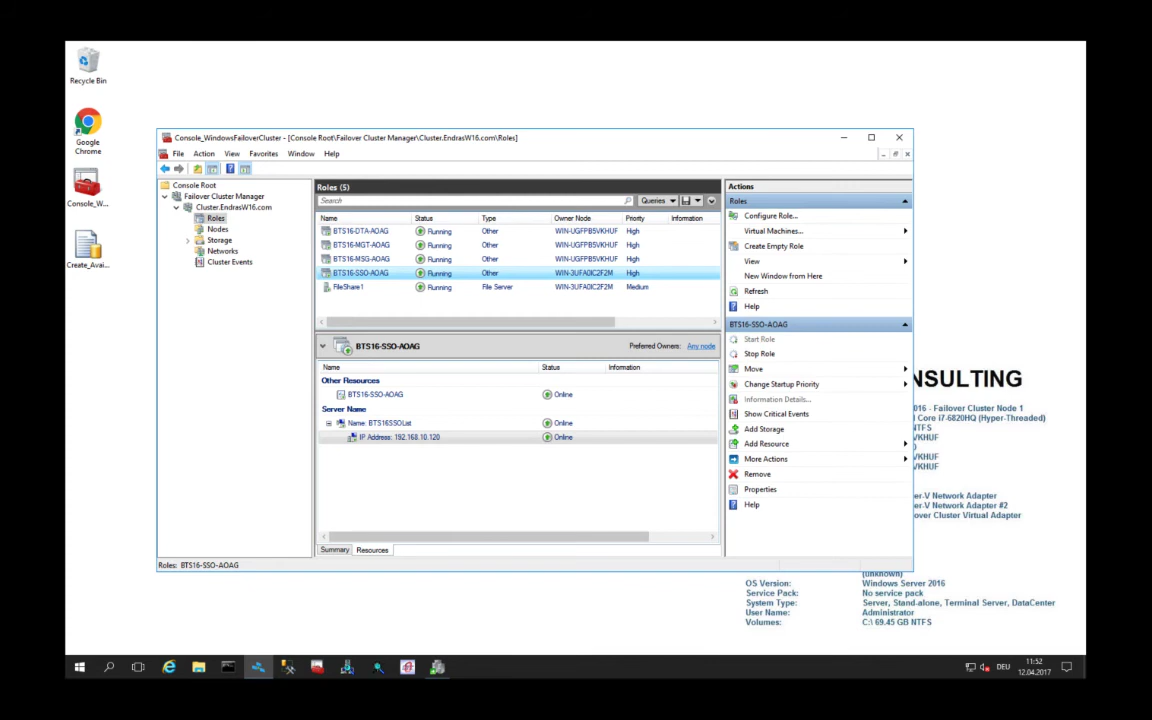 Recycle Bin
Google
Chrome
Console_W...
Create_Avai...
Console_WindowsFailoverCluster - [Console Root\Failover Cluster Manager\Cluster.EndrasW16.com\Roles]
File Action View Favorites Window Help
Console Root
Failover Cluster Manager
Cluster.EndrasW16.com
Roles
Nodes
Storage
Networks
Cluster Events
Roles (5)
Search
Queries
Name Status Type Owner Node Priority Information
BTS16-DTA-AOAG Running Other WIN-UGFPB5VKHUF High
BTS16-MGT-AOAG Running Other WIN-UGFPB5VKHUF High
BTS16-MSG-AOAG Running Other WIN-UGFPB5VKHUF High
BTS16-SSO-AOAG Running Other WIN-3UFA0IC2F2M High
FileShare1 Running File Server WIN-3UFA0IC2F2M Medium
BTS16-SSO-AOAG Preferred Owners: Any node
Name Status Information
Other Resources
BTS16-SSO-AOAG Online
Server Name
Name: BTS16SSOList Online
IP Address: 192.168.10.120 Online
Summary Resources
Roles: BTS16-SSO-AOAG
Actions
Roles
Configure Role...
Virtual Machines...
Create Empty Role
View
New Window from Here
Refresh
Help
BTS16-SSO-AOAG
Start Role
Stop Role
Move
Change Startup Priority
Information Details...
Show Critical Events
Add Storage
Add Resource
More Actions
Remove
Properties
Help
NSULTING
016 - Failover Cluster Node 1
Core i7-6820HQ (Hyper-Threaded)
NTFS
VKHUF
VKHUF
VKHUF
er-V Network Adapter
er-V Network Adapter #2
over Cluster Virtual Adapter
(unknown)
OS Version: Windows Server 2016
Service Pack: No service pack
System Type: Server, Stand-alone, Terminal Server, DataCenter
User Name: Administrator
Volumes: C:\ 69.45 GB NTFS
DEU
11:52
12.04.2017